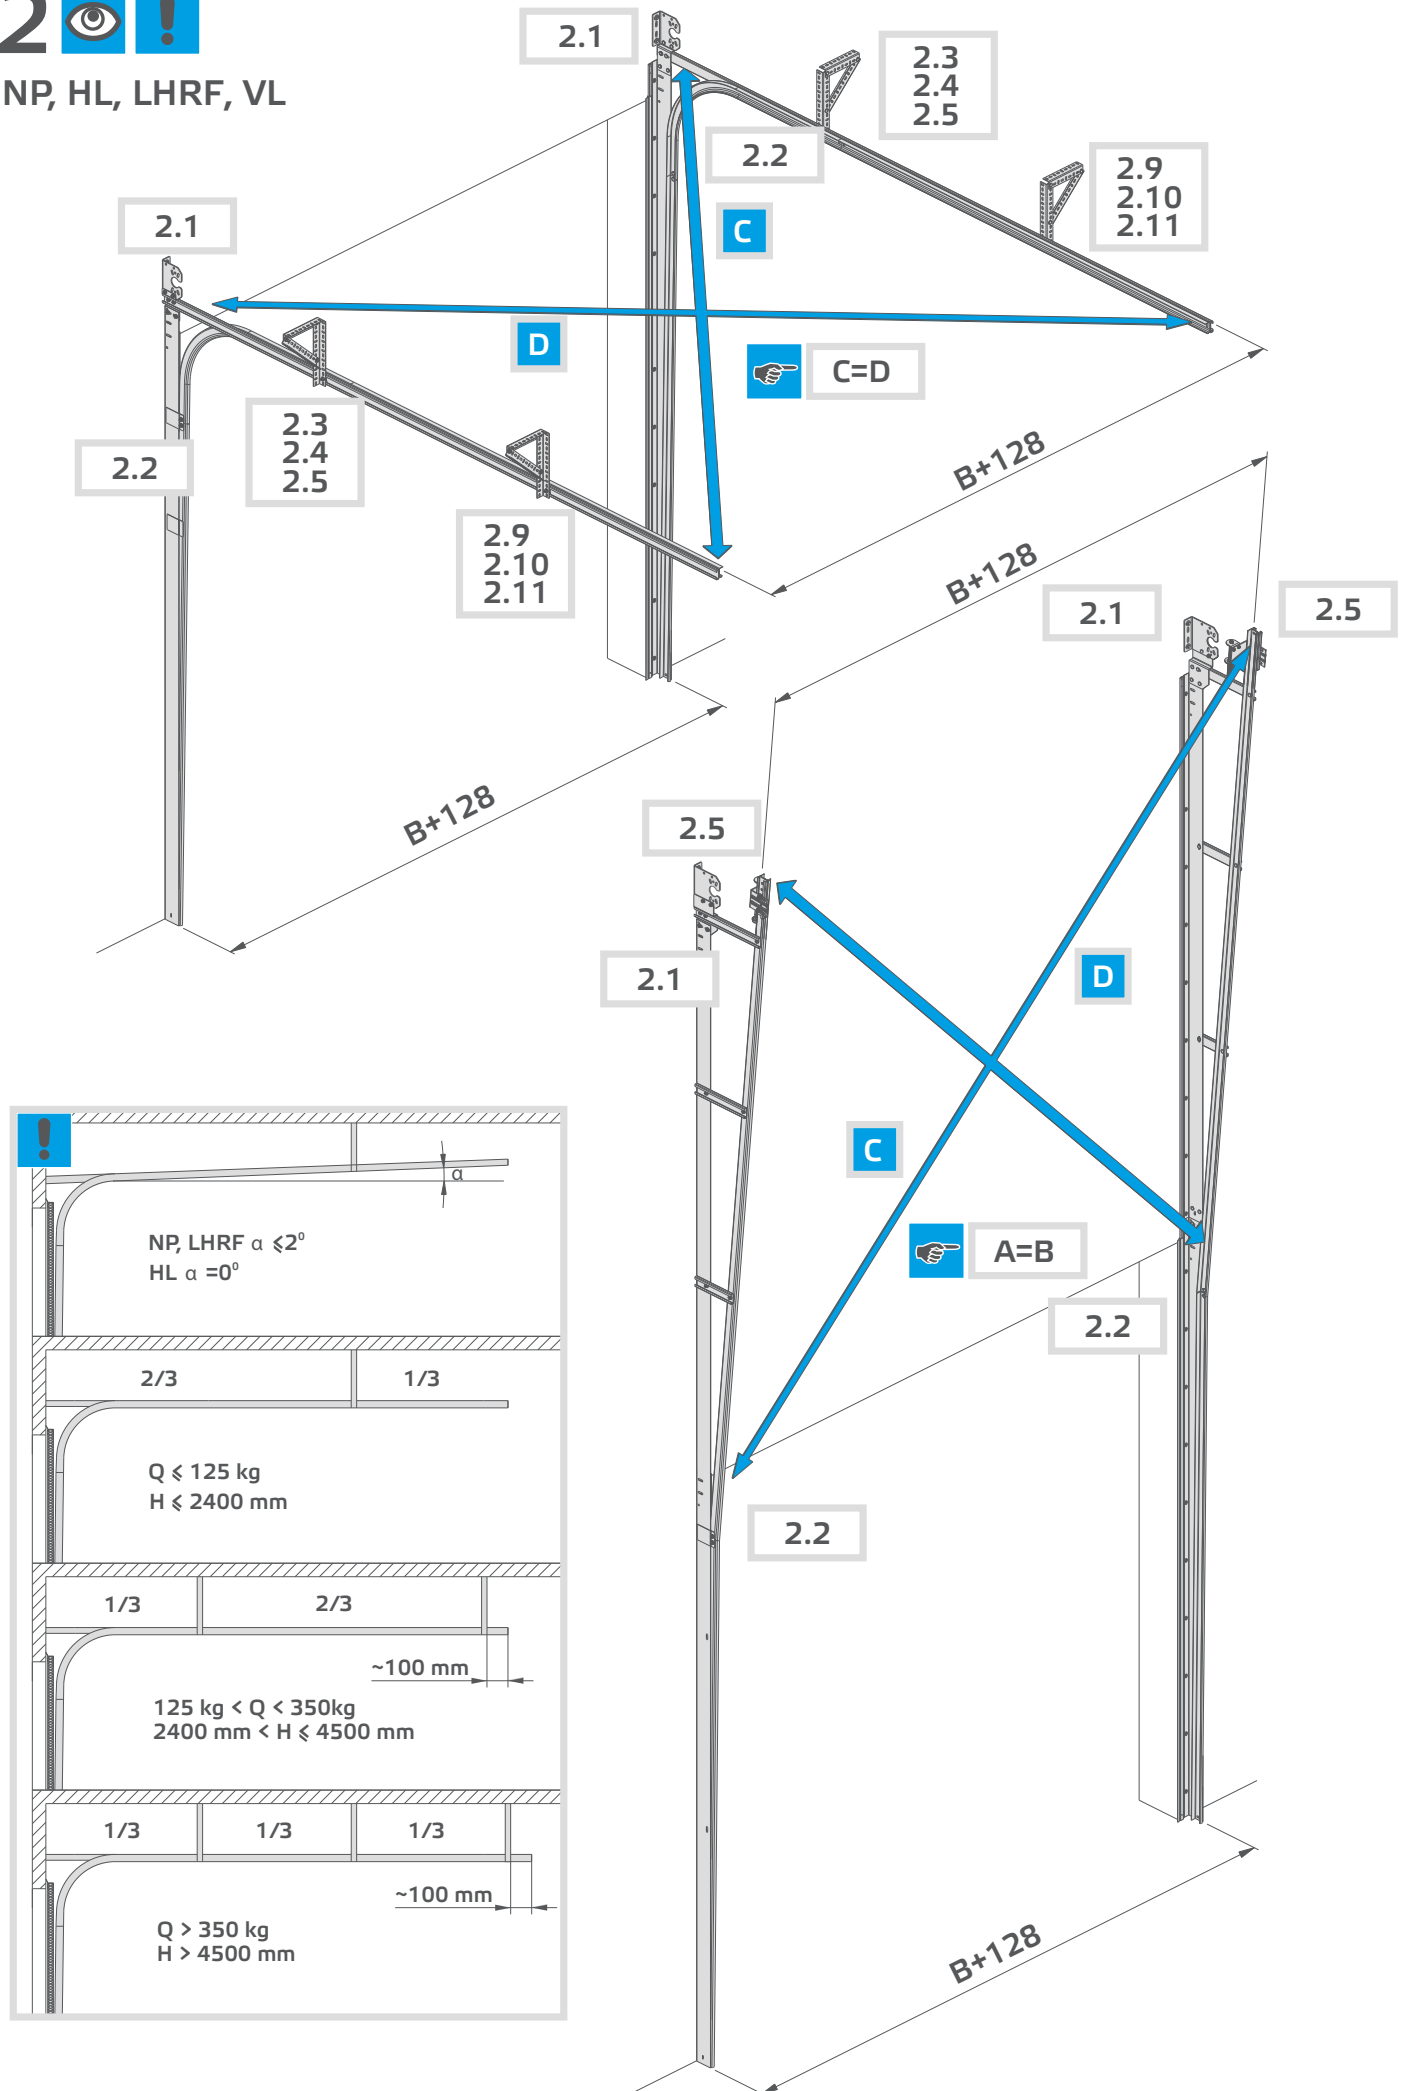 2
NP, HL, LHRF, VL
2.1
2.3
2.4
2.5
2.2
2.9
2.10
2.11
C
2.1
D
C=D
2.3
2.4
2.5
2.2
2.9
2.10
2.11
B+128
B+128
2.1
2.5
B+128
2.5
2.1
D
C
A=B
2.2
2.2
B+128
α
NP, LHRF α ⩽2⁰
HL α =0⁰
2/3
1/3
Q ⩽ 125 kg
H ⩽ 2400 mm
1/3
2/3
~100 mm
125 kg < Q < 350kg
2400 mm < H ⩽ 4500 mm
1/3
1/3
1/3
~100 mm
Q > 350 kg
H > 4500 mm